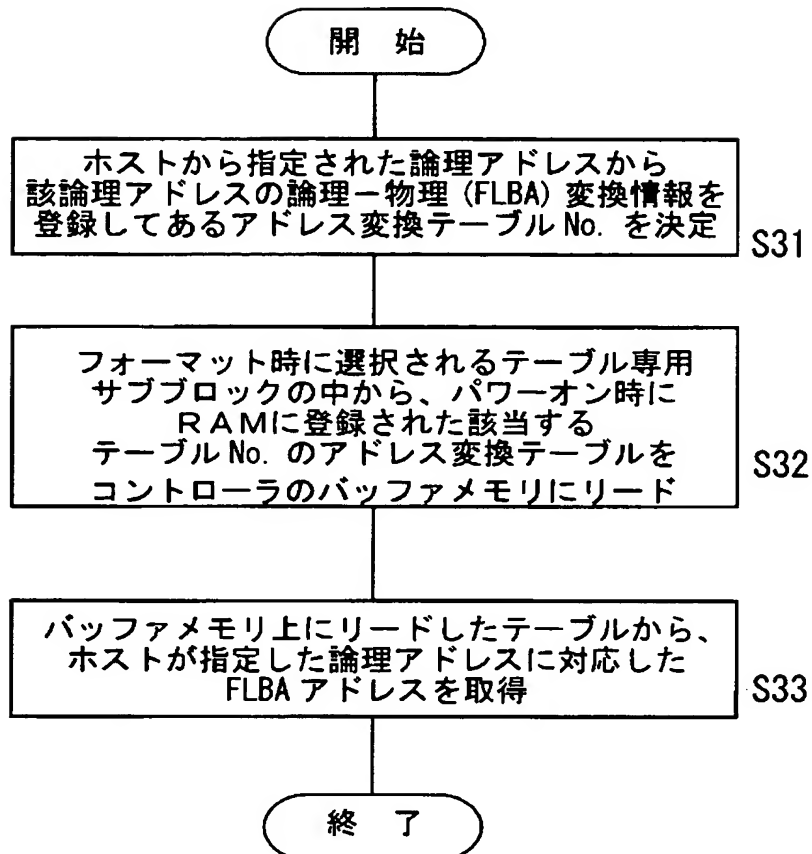 開 始
ホストから指定された論理アドレスから
該論理アドレスの論理ー物理(FLBA)変換情報を
登録してあるアドレス変換テーブルNo. を決定
S31
フォーマット時に選択されるテーブル専用
サブブロックの中から、パワーオン時に
RAMに登録された該当する
テーブルNo. のアドレス変換テーブルを
コントローラのバッファメモリにリード
S32
バッファメモリ上にリードしたテーブルから、
ホストが指定した論理アドレスに対応した
FLBAアドレスを取得
S33
終 了